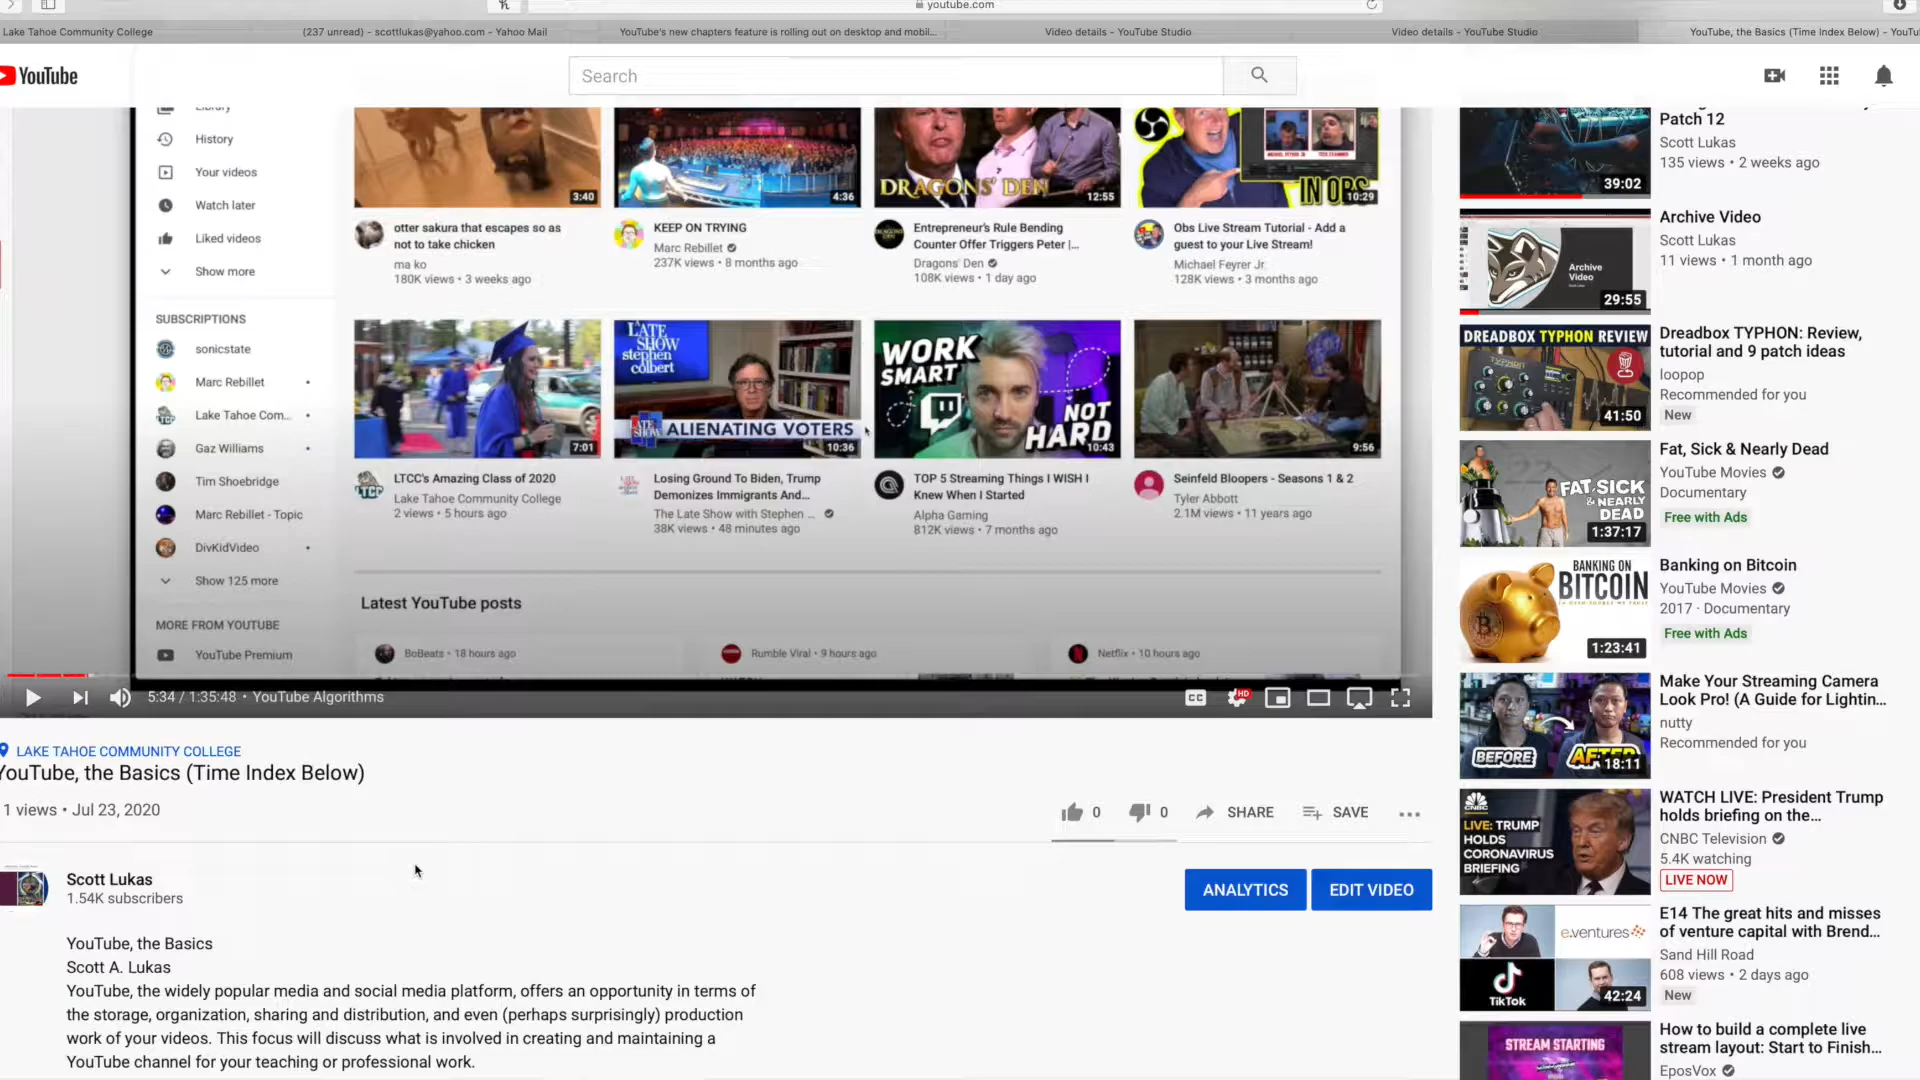 youtube.com
Lake Tahoe Community College
(237 unread) - scottlukas@yahoo.com - Yahoo Mail
YouTube's new chapters feature is rolling out on desktop and mobil...
Video details - YouTube Studio
Video details - YouTube Studio
YouTube, the Basics (Time Index Below) - YouTu
YouTube
Search
Library
History
Your videos
Watch later
Liked videos
Show more
SUBSCRIPTIONS
sonicstate
Marc Rebillet
Lake Tahoe Com...
Gaz Williams
Tim Shoebridge
Marc Rebillet - Topic
DivKidVideo
Show 125 more
MORE FROM YOUTUBE
YouTube Premium
3:40
otter sakura that escapes so as
not to take chicken
ma ko
180K views • 3 weeks ago
4:36
KEEP ON TRYING
Marc Rebillet
237K views • 8 months ago
DRAGONS' DEN
12:55
Entrepreneur's Rule Bending
Counter Offer Triggers Peter |...
Dragons' Den
108K views • 1 day ago
IN OBS
10:29
Obs Live Stream Tutorial - Add a
guest to your Live Stream!
Michael Feyrer Jr.
128K views • 3 months ago
7:01
LTCC
LTCC's Amazing Class of 2020
Lake Tahoe Community College
2 views • 5 hours ago
A LATE
SHOW
stephen
colbert
LATE
SHOW
ALIENATING VOTERS
10:36
Losing Ground To Biden, Trump
Demonizes Immigrants And...
The Late Show with Stephen ...
38K views • 48 minutes ago
WORK
SMART
NOT
HARD
10:43
TOP 5 Streaming Things I WISH I
Knew When I Started
Alpha Gaming
812K views • 7 months ago
9:56
Seinfeld Bloopers - Seasons 1 & 2
Tyler Abbott
2.1M views • 11 years ago
Latest YouTube posts
BoBeats • 18 hours ago
Rumble Viral • 9 hours ago
Netflix • 10 hours ago
5:34 / 1:35:48 • YouTube Algorithms
CC
HD
LAKE TAHOE COMMUNITY COLLEGE
YouTube, the Basics (Time Index Below)
1 views • Jul 23, 2020
0
0
SHARE
SAVE
Scott Lukas
1.54K subscribers
ANALYTICS
EDIT VIDEO
YouTube, the Basics
Scott A. Lukas
YouTube, the widely popular media and social media platform, offers an opportunity in terms of
the storage, organization, sharing and distribution, and even (perhaps surprisingly) production
work of your videos. This focus will discuss what is involved in creating and maintaining a
YouTube channel for your teaching or professional work.
39:02
Patch 12
Scott Lukas
135 views • 2 weeks ago
Archive
Video
29:55
Archive Video
Scott Lukas
11 views • 1 month ago
DREADBOX TYPHON REVIEW
41:50
Dreadbox TYPHON: Review,
tutorial and 9 patch ideas
loopop
Recommended for you
New
FAT, SICK
& NEARLY
DEAD
1:37:17
Fat, Sick & Nearly Dead
YouTube Movies
Documentary
Free with Ads
BANKING ON
BITCOIN
1:23:41
Banking on Bitcoin
YouTube Movies
2017 · Documentary
Free with Ads
BEFORE
AFTER
18:11
Make Your Streaming Camera
Look Pro! (A Guide for Lightin...
nutty
Recommended for you
CNBC
LIVE: TRUMP
HOLDS
CORONAVIRUS
BRIEFING
WATCH LIVE: President Trump
holds briefing on the...
CNBC Television
5.4K watching
LIVE NOW
e.ventures
TikTok
42:24
E14 The great hits and misses
of venture capital with Brend...
Sand Hill Road
608 views • 2 days ago
New
STREAM STARTING
How to build a complete live
stream layout: Start to Finish...
EposVox